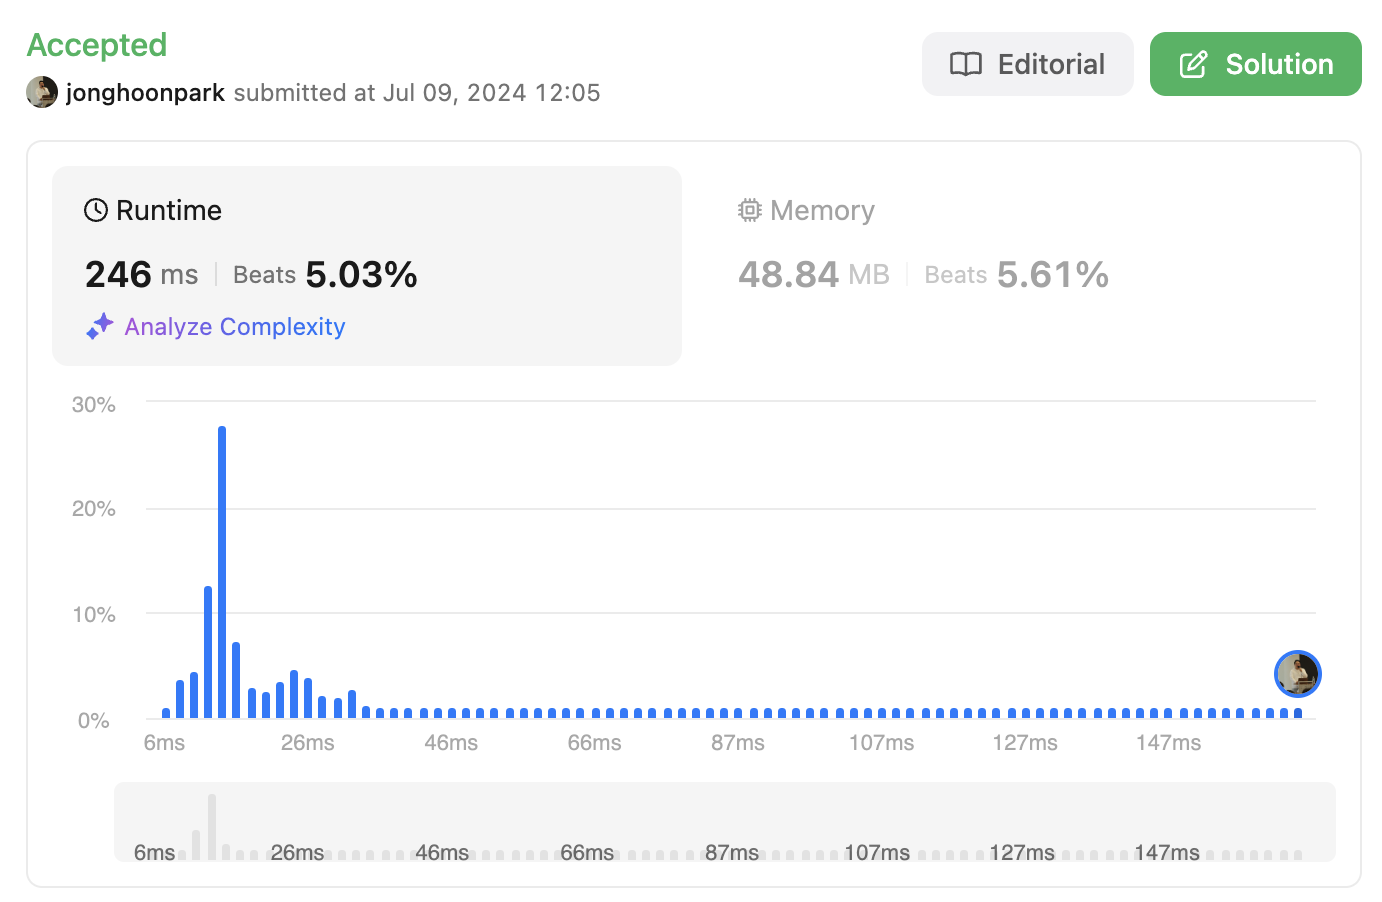 Accepted
jonghoonpark submitted at Jul 09, 2024 12:05
Editorial
Solution
Runtime
246 ms Beats 5.03%
Analyze Complexity
Memory
48.84 MB Beats 5.61%
30%
20%
10%
0%
6ms 26ms 46ms 66ms 87ms 107ms 127ms 147ms
6ms 26ms 46ms 66ms 87ms 107ms 127ms 147ms